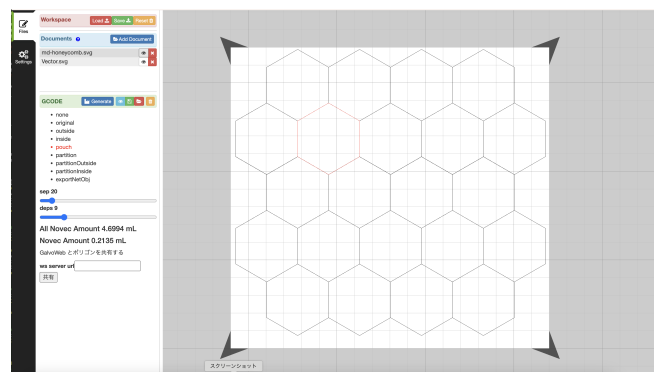 Files
Settings
Workspace
Load
Save
Reset
Documents
Add Document
md-honeycomb.svg
Vector.svg
GCODE
Generate
none
original
outside
inside
pouch
partition
partitionOutside
partitionInside
exportNetObj
sep 20
deps 9
All Novec Amount 4.6994 mL
Novec Amount 0.2135 mL
GalvoWeb とポリゴンを共有する
ws server url
共有
スクリーンショット